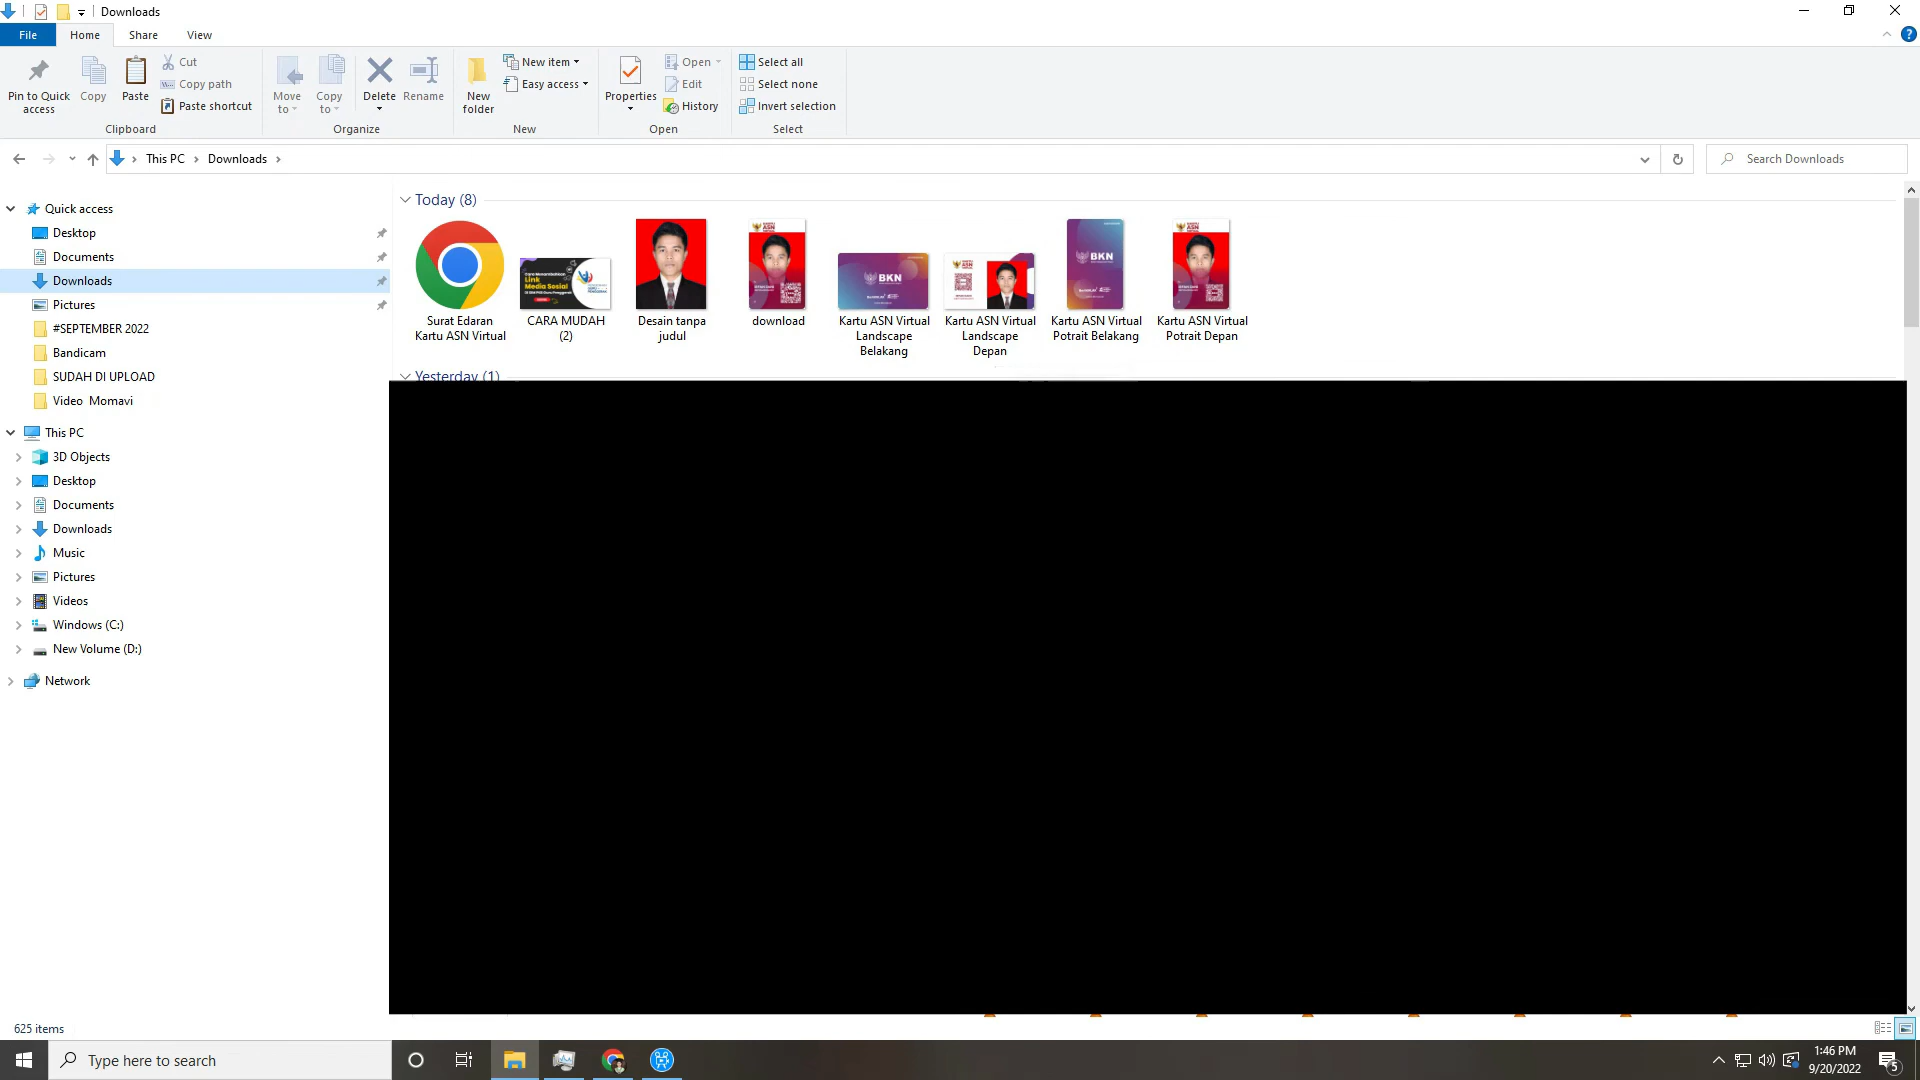 Downloads
File Home Share View
Pin to Quick access
Copy
Paste
Cut
Copy path
Paste shortcut
Clipboard
Move to
Copy to
Delete
Rename
Organize
New folder
New item
Easy access
New
Properties
Open
Edit
History
Open
Select all
Select none
Invert selection
Select
This PC Downloads
Search Downloads
Quick access
Desktop
Documents
Downloads
Pictures
#SEPTEMBER 2022
Bandicam
SUDAH DI UPLOAD
Video Momavi
This PC
3D Objects
Desktop
Documents
Downloads
Music
Pictures
Videos
Windows (C:)
New Volume (D:)
Network
Today (8)
Link
Media Sosial
BKN
BKN
Surat Edaran
Kartu ASN Virtual
CARA MUDAH
(2)
Desain tanpa
judul
download
Kartu ASN Virtual
Landscape
Belakang
Kartu ASN Virtual
Landscape
Depan
Kartu ASN Virtual
Potrait Belakang
Kartu ASN Virtual
Potrait Depan
Yesterday (1)
625 items
Type here to search
1:46 PM
9/20/2022
5